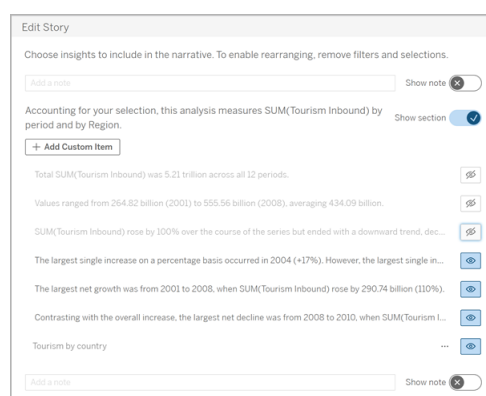 Edit Story
Choose insights to include in the narrative. To enable rearranging, remove filters and selections.
Add a note
Show note
Accounting for your selection, this analysis measures SUM(Tourism Inbound) by
period and by Region.
Show section
+ Add Custom Item
Total SUM(Tourism Inbound) was 5.21 trillion across all 12 periods.
Values ranged from 264.82 billion (2001) to 555.56 billion (2008), averaging 434.09 billion.
SUM(Tourism Inbound) rose by 100% over the course of the series but ended with a downward trend, dec...
The largest single increase on a percentage basis occurred in 2004 (+17%). However, the largest single in...
The largest net growth was from 2001 to 2008, when SUM(Tourism Inbound) rose by 290.74 billion (110%).
Contrasting with the overall increase, the largest net decline was from 2008 to 2010, when SUM(Tourism I...
Tourism by country
...
Add a note
Show note